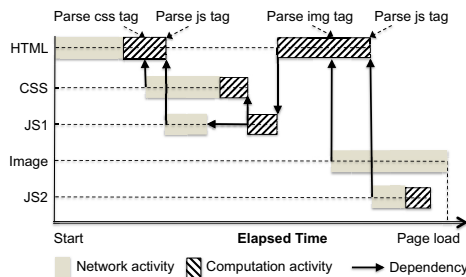 Parse css tag Parse js tag Parse img tag Parse js tag
HTML
CSS
JS1
Image
JS2
Start Elapsed Time Page load
Network activity Computation activity Dependency